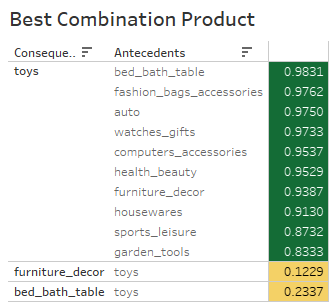 Best Combination Product
Conseque.. Antecedents
toys bed_bath_table 0.9831
fashion_bags_accessories 0.9762
auto 0.9750
watches_gifts 0.9733
computers_accessories 0.9537
health_beauty 0.9529
furniture_decor 0.9387
housewares 0.9130
sports_leisure 0.8732
garden_tools 0.8333
furniture_decor toys 0.1229
bed_bath_table toys 0.2337